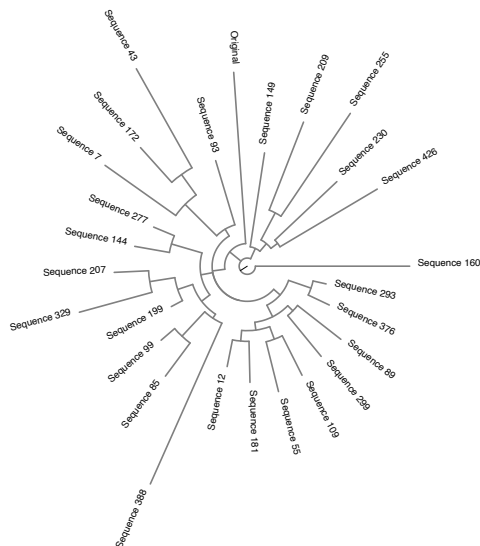 Sequence 43
Original
Sequence 255
Sequence 209
Sequence 149
Sequence 172
Sequence 93
Sequence 230
Sequence 7
Sequence 426
Sequence 277
Sequence 144
Sequence 207
Sequence 160
Sequence 293
Sequence 329
Sequence 199
Sequence 376
Sequence 99
Sequence 89
Sequence 85
Sequence 12
Sequence 299
Sequence 109
Sequence 181
Sequence 55
Sequence 388